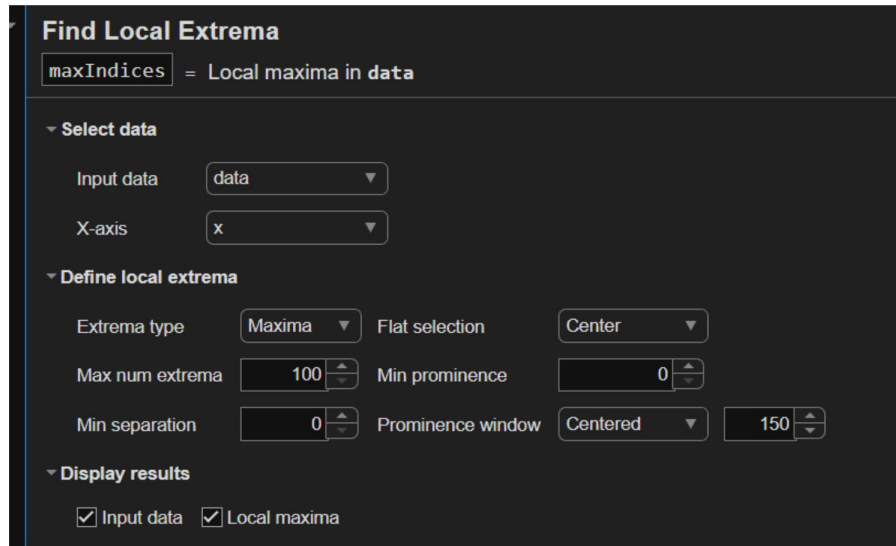 Find Local Extrema
maxIndices = Local maxima in data
Select data
Input data data
X-axis x
Define local extrema
Extrema type Maxima Flat selection Center
Max num extrema 100 Min prominence 0
Min separation 0 Prominence window Centered 150
Display results
Input data Local maxima